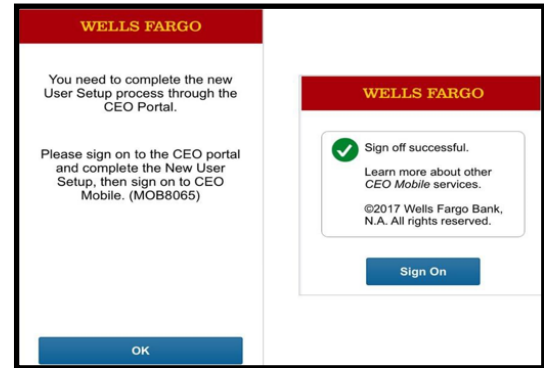 WELLS FARGO
You need to complete the new
User Setup process through the
CEO Portal.
Please sign on to the CEO portal
and complete the New User
Setup, then sign on to CEO
Mobile. (MOB8065)
OK
WELLS FARGO
Sign off successful.
Learn more about other
CEO Mobile services.
©2017 Wells Fargo Bank,
N.A. All rights reserved.
Sign On